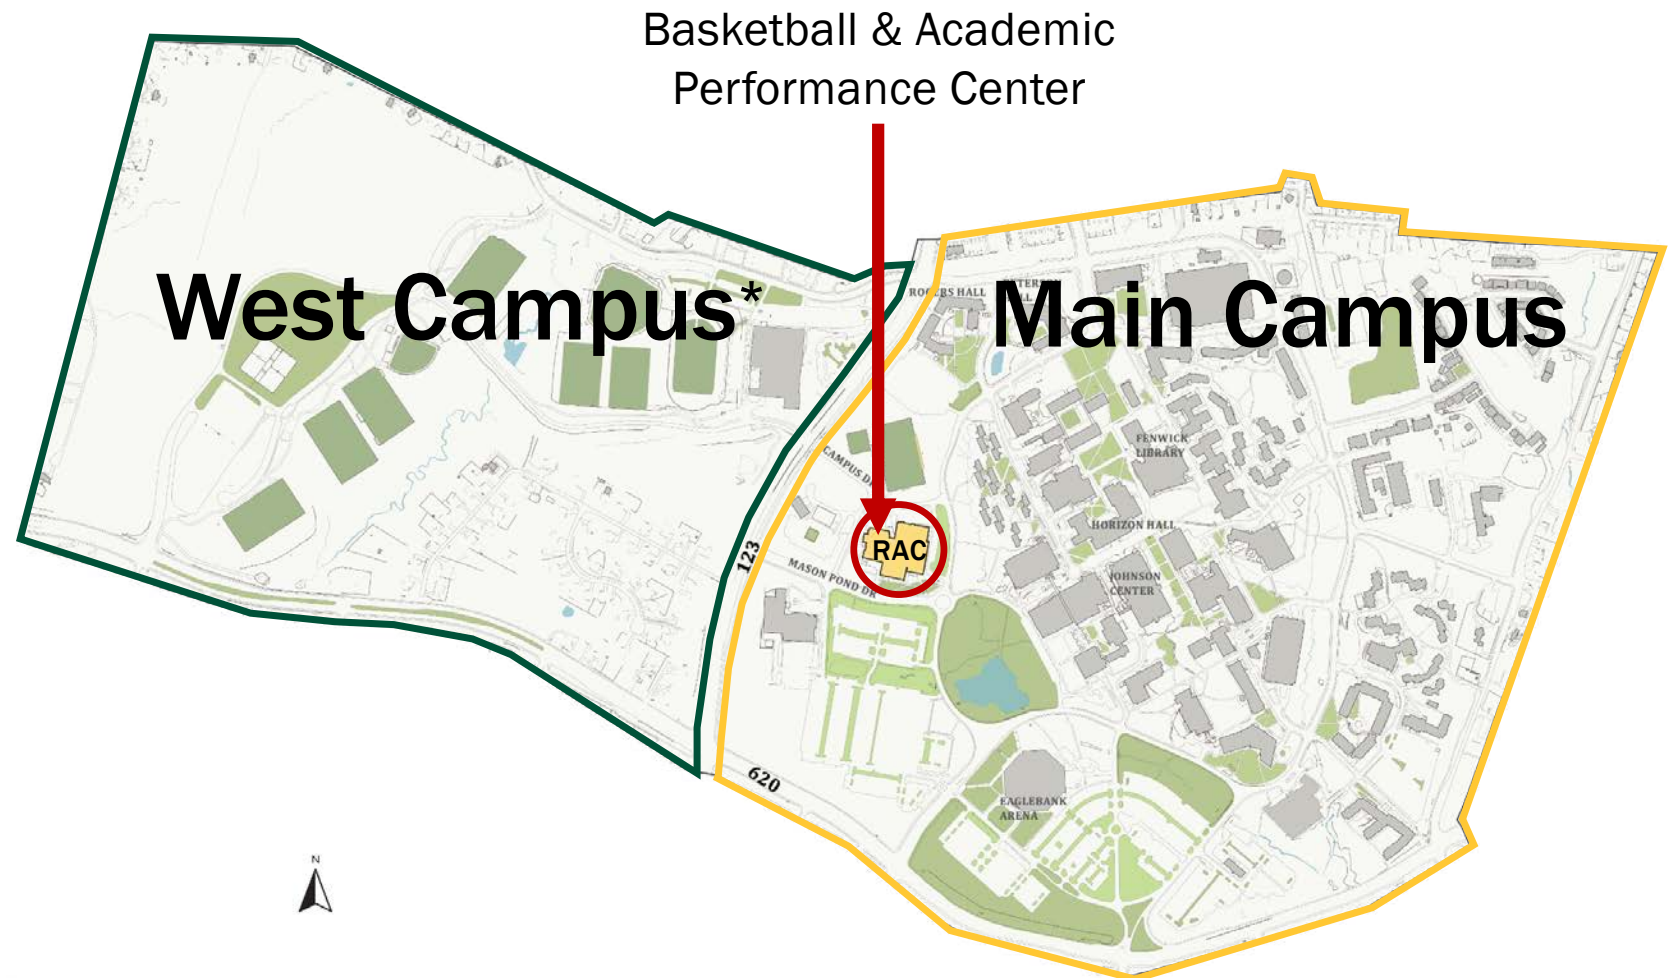 Basketball & Academic
Performance Center
West Campus*
Main Campus
ROGERS HALL
CAMPUS DR
FENWICK
LIBRARY
HORIZON HALL
RAC
123
MASON POND DR
JOHNSON
CENTER
620
EAGLEBANK
ARENA
N